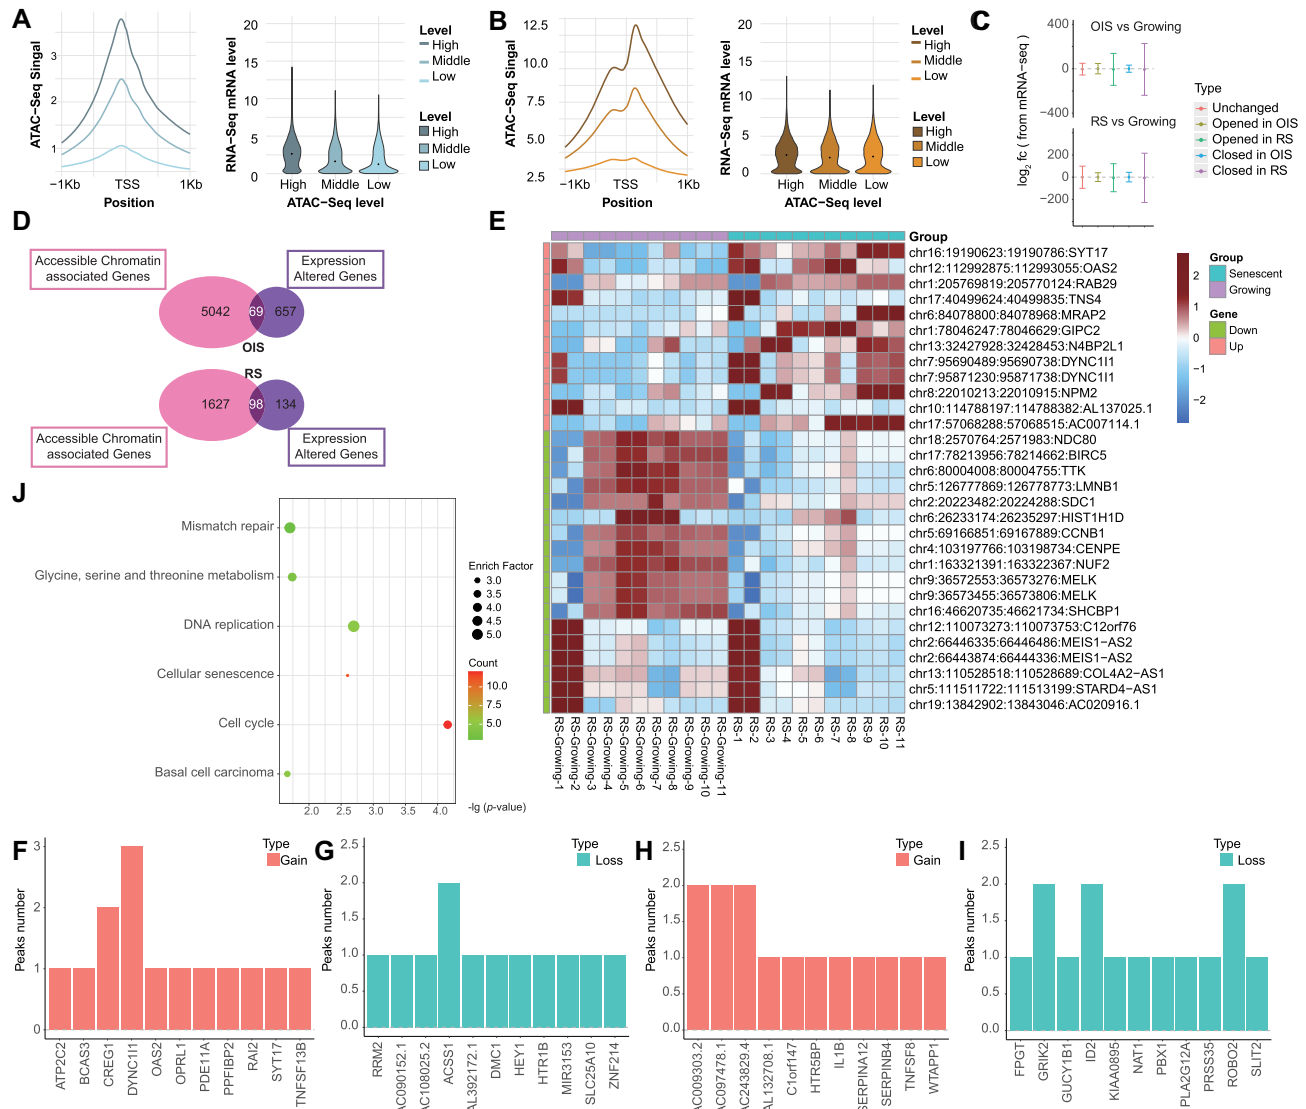 A
ATAC−Seq Singal
3
2
1
−1Kb
TSS
1Kb
Position
RNA−Seq mRNA level
20
15
10
5
0
High
Middle
Low
ATAC−Seq level
Level
High
Middle
Low
Level
High
Middle
Low
B
ATAC−Seq Singal
12.5
10.0
7.5
5.0
2.5
−1Kb
TSS
1Kb
Position
RNA−Seq mRNA level
20
15
10
5
0
High
Middle
Low
ATAC−Seq level
Level
High
Middle
Low
Level
High
Middle
Low
C
log2 fc ( from mRNA−seq )
OIS vs Growing
400
0
−400
RS vs Growing
200
0
−200
Type
Unchanged
Opened in OIS
Opened in RS
Closed in OIS
Closed in RS
D
Accessible Chromatin
associated Genes
Expression
Altered Genes
5042
69
657
OIS
RS
1627
98
134
Accessible Chromatin
associated Genes
Expression
Altered Genes
E
Group
chr16:19190623:19190786:SYT17
chr12:112992875:112993055:OAS2
chr1:205769819:205770124:RAB29
chr17:40499624:40499835:TNS4
chr6:84078800:84078968:MRAP2
chr1:78046247:78046629:GIPC2
chr13:32427928:32428453:N4BP2L1
chr7:95690489:95690738:DYNC1I1
chr7:95871230:95871738:DYNC1I1
chr8:22010213:22010915:NPM2
chr10:114788197:114788382:AL137025.1
chr17:57068288:57068515:AC007114.1
chr18:2570764:2571983:NDC80
chr17:78213956:78214662:BIRC5
chr6:80004008:80004755:TTK
chr5:126777869:126778773:LMNB1
chr2:20223482:20224288:SDC1
chr6:26233174:26235297:HIST1H1D
chr5:69166851:69167889:CCNB1
chr4:103197766:103198734:CENPE
chr1:163321391:163322367:NUF2
chr9:36572553:36573276:MELK
chr9:36573455:36573806:MELK
chr16:46620735:46621734:SHCBP1
chr12:110073273:110073753:C12orf76
chr2:66446335:66446486:MEIS1−AS2
chr2:66443874:66444336:MEIS1−AS2
chr13:110528518:110528689:COL4A2−AS1
chr5:111511722:111513199:STARD4−AS1
chr19:13842902:13843046:AC020916.1
RS-Growing-1
RS-Growing-2
RS-Growing-3
RS-Growing-4
RS-Growing-5
RS-Growing-6
RS-Growing-7
RS-Growing-8
RS-Growing-9
RS-Growing-10
RS-Growing-11
RS-1
RS-2
RS-3
RS-4
RS-5
RS-6
RS-7
RS-8
RS-9
RS-10
RS-11
2
1
0
−1
−2
Group
Senescent
Growing
Gene
Down
Up
J
Mismatch repair
Glycine, serine and threonine metabolism
DNA replication
Cellular senescence
Cell cycle
Basal cell carcinoma
2.0
2.5
3.0
3.5
4.0
-lg (p-value)
Enrich Factor
3.0
3.5
4.0
4.5
5.0
Count
10.0
7.5
5.0
F
Peaks number
3
2
1
0
Type
Gain
ATP2C2
BCAS3
CREG1
DYNC1I1
OAS2
OPRL1
PDE11A
PPFIBP2
RAI2
SYT17
TNFSF13B
G
Peaks number
2.5
2.0
1.5
1.0
0.5
0.0
Type
Loss
RRM2
AC090152.1
AC108025.2
ACSS1
AL392172.1
DMC1
HEY1
HTR1B
MIR3153
SLC25A10
ZNF214
H
Peaks number
2.5
2.0
1.5
1.0
0.5
0.0
Type
Gain
AC009303.2
AC097478.1
AC243829.4
AL132708.1
C1orf147
HTR5BP
IL1B
SERPINA12
SERPINB4
TNFSF8
WTAPP1
I
Peaks number
2.5
2.0
1.5
1.0
0.5
0.0
Type
Loss
FPGT
GRIK2
GUCY1B1
ID2
KIAA0895
NAT1
PBX1
PLA2G12A
PRSS35
ROBO2
SLIT2